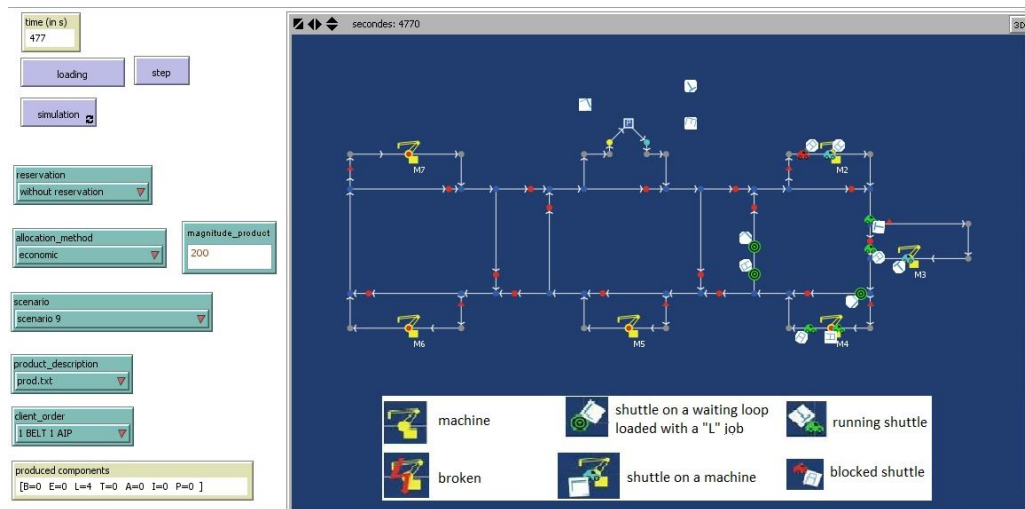 time (in s)
477
loading
step
simulation
reservation
without reservation
allocation_method
economic
magnitude_product
200
scenario
scenario 9
product_description
prod.txt
client_order
1 BELT 1 AIP
produced components
[B=0 E=0 L=4 T=0 A=0 I=0 P=0 ]
secondes: 4770
3D
M7
M2
M3
M6
M5
M4
machine
shuttle on a waiting loop
loaded with a "L" job
running shuttle
broken
shuttle on a machine
blocked shuttle